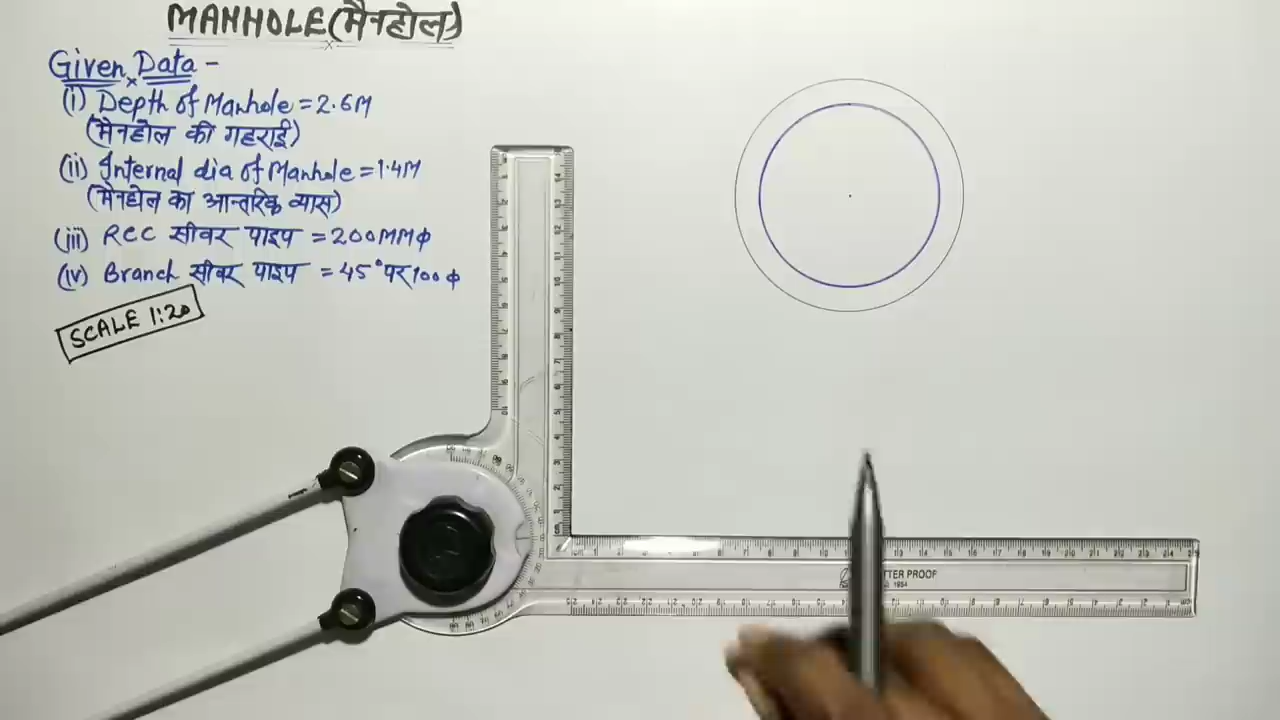 MANHOLE(मैनहोल)
Given Data -
(i) Depth of Manhole = 2.6M
(मैनहोल की गहराई)
(ii) Internal dia of Manhole = 1.4M
(मैनहोल का आन्तरिक व्यास)
(iii) RCC सीवर पाइप = 200MMΦ
(iv) Branch सीवर पाइप = 45° पर 100 Φ
SCALE 1:20